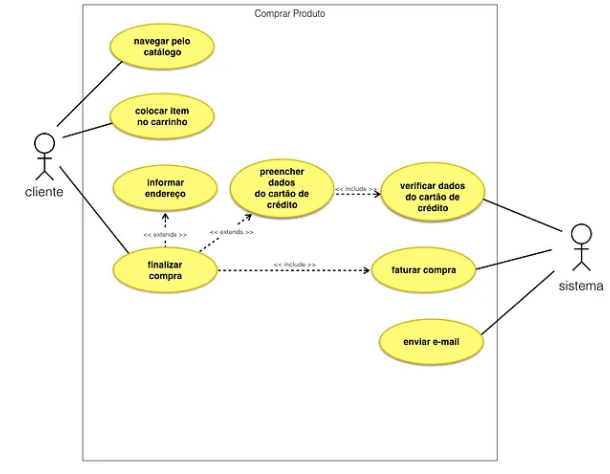 Comprar Produto
navegar pelo
catálogo
colocar item
no carrinho
cliente
informar
endereço
preencher
dados
do cartão de
crédito
<< include >>
verificar dados
do cartão de
crédito
<< extends >>
<< extends >>
finalizar
compra
<< include >>
faturar compra
sistema
enviar e-mail